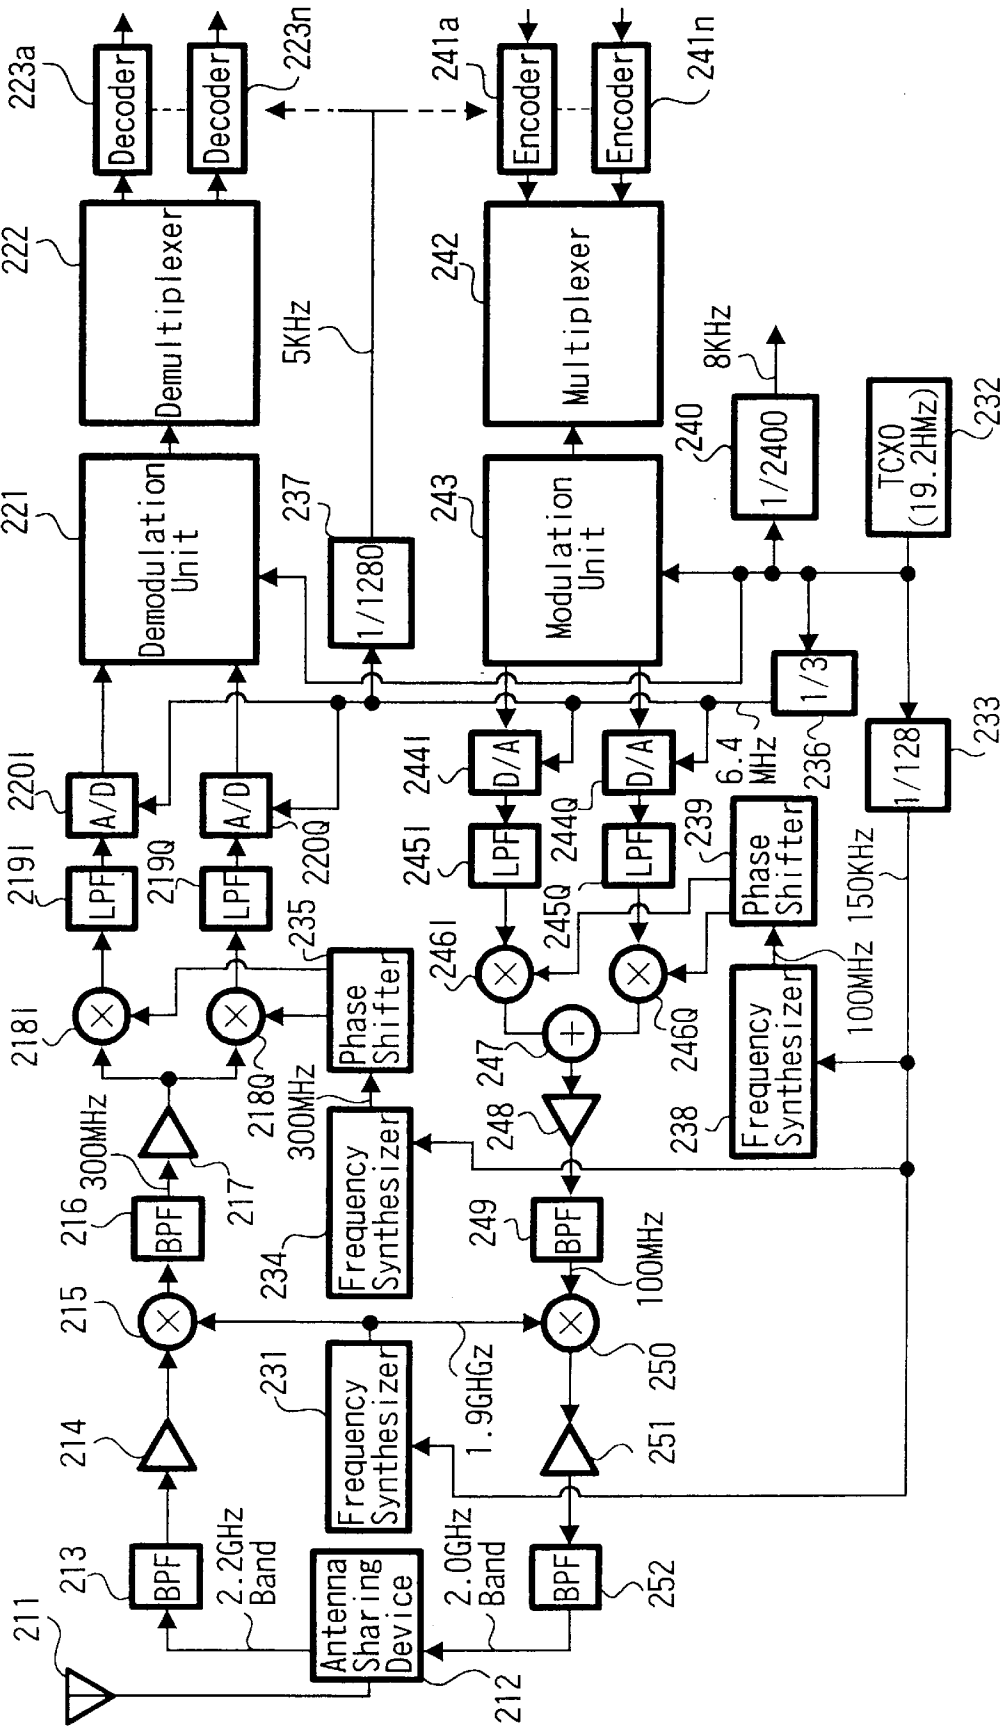 211
212
Antenna
Sharing
Device
2.2GHz
Band
2.0GHz
Band
213
BPF
214
215
216
BPF
300MHz
217
218I
218Q
219I
LPF
219Q
LPF
220I
A/D
220Q
A/D
221
Demodulation
Unit
222
Demultiplexer
223a
Decoder
223n
Decoder
231
Frequency
Synthesizer
1.9GHGz
234
Frequency
Synthesizer
300MHz
235
Phase
Shifter
237
1/1280
5KHz
252
BPF
251
250
100MHz
249
BPF
248
247
246I
246Q
245I
LPF
245Q
LPF
244I
D/A
244Q
D/A
243
Modulation
Unit
242
Multiplexer
241a
Encoder
241n
Encoder
238
Frequency
Synthesizer
100MHz
239
Phase
Shifter
6.4
MHz
236
1/3
240
1/2400
8KHz
150KHz
233
1/128
232
TCXO
(19.2HMz)